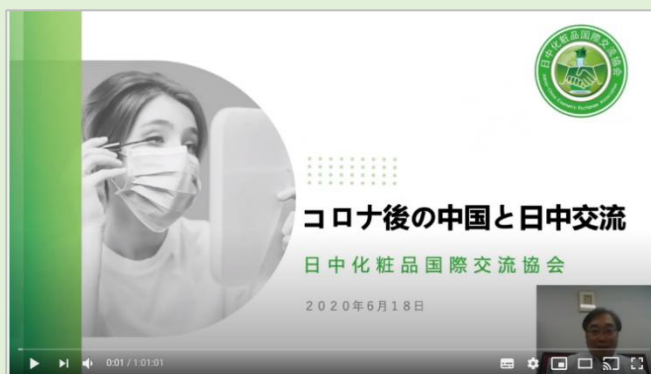 日中化粧品国際交流協会
コロナ後の中国と日中交流
日中化粧品国際交流協会
2020年6月18日
0:01 / 1:01:01